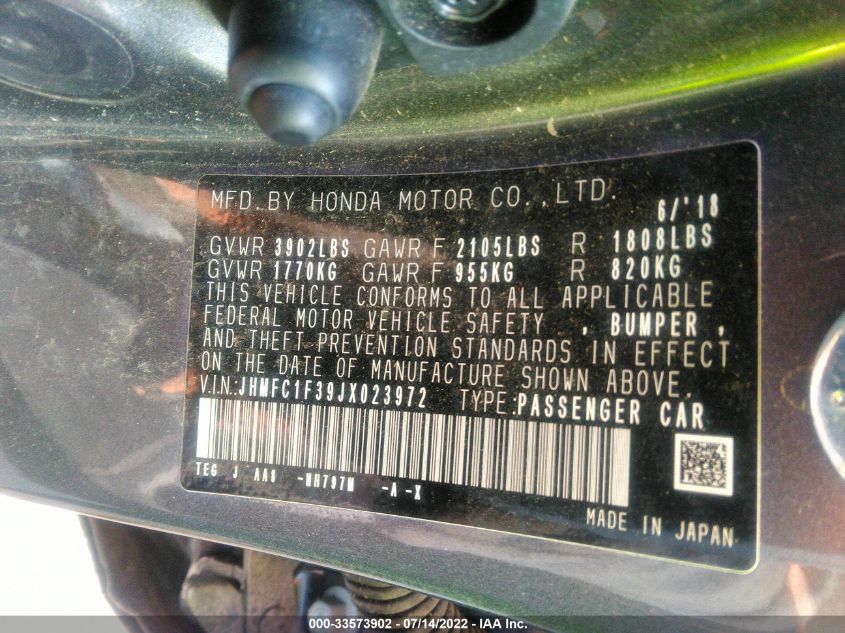 MFD. BY HONDA MOTOR CO.,LTD. 6/'18
GVWR 3902LBS GAWR F 2105LBS R 1808LBS
GVWR 1770KG GAWR F 955KG R 820KG
THIS VEHICLE CONFORMS TO ALL APPLICABLE
FEDERAL MOTOR VEHICLE SAFETY , BUMPER ,
AND THEFT PREVENTION STANDARDS IN EFFECT
ON THE DATE OF MANUFACTURE SHOWN ABOVE.
V.I.N:JHMFC1F39JX023972 TYPE:PASSENGER CAR
TEG J AAS -NH797M -A -X
MADE IN JAPAN
000-33573902 - 07/14/2022 - IAA Inc.